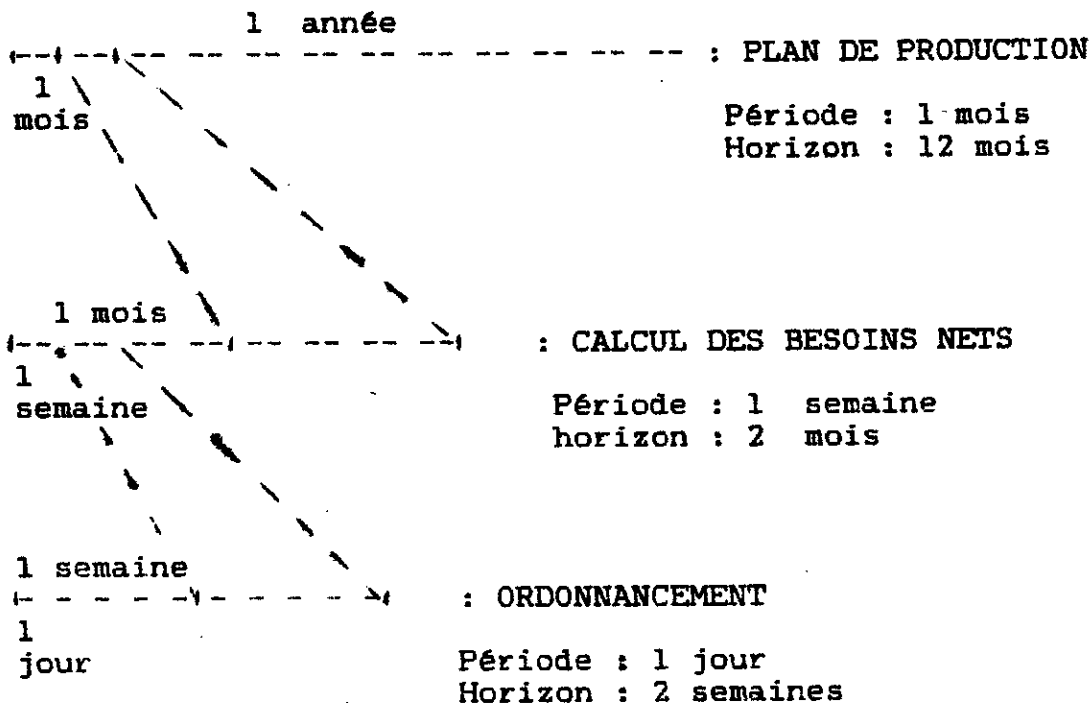 1 année
: PLAN DE PRODUCTION
1
mois
Période : 1 mois
Horizon : 12 mois
1 mois
: CALCUL DES BESOINS NETS
1
semaine
Période : 1 semaine
horizon : 2 mois
1 semaine
: ORDONNANCEMENT
1
jour
Période : 1 jour
Horizon : 2 semaines